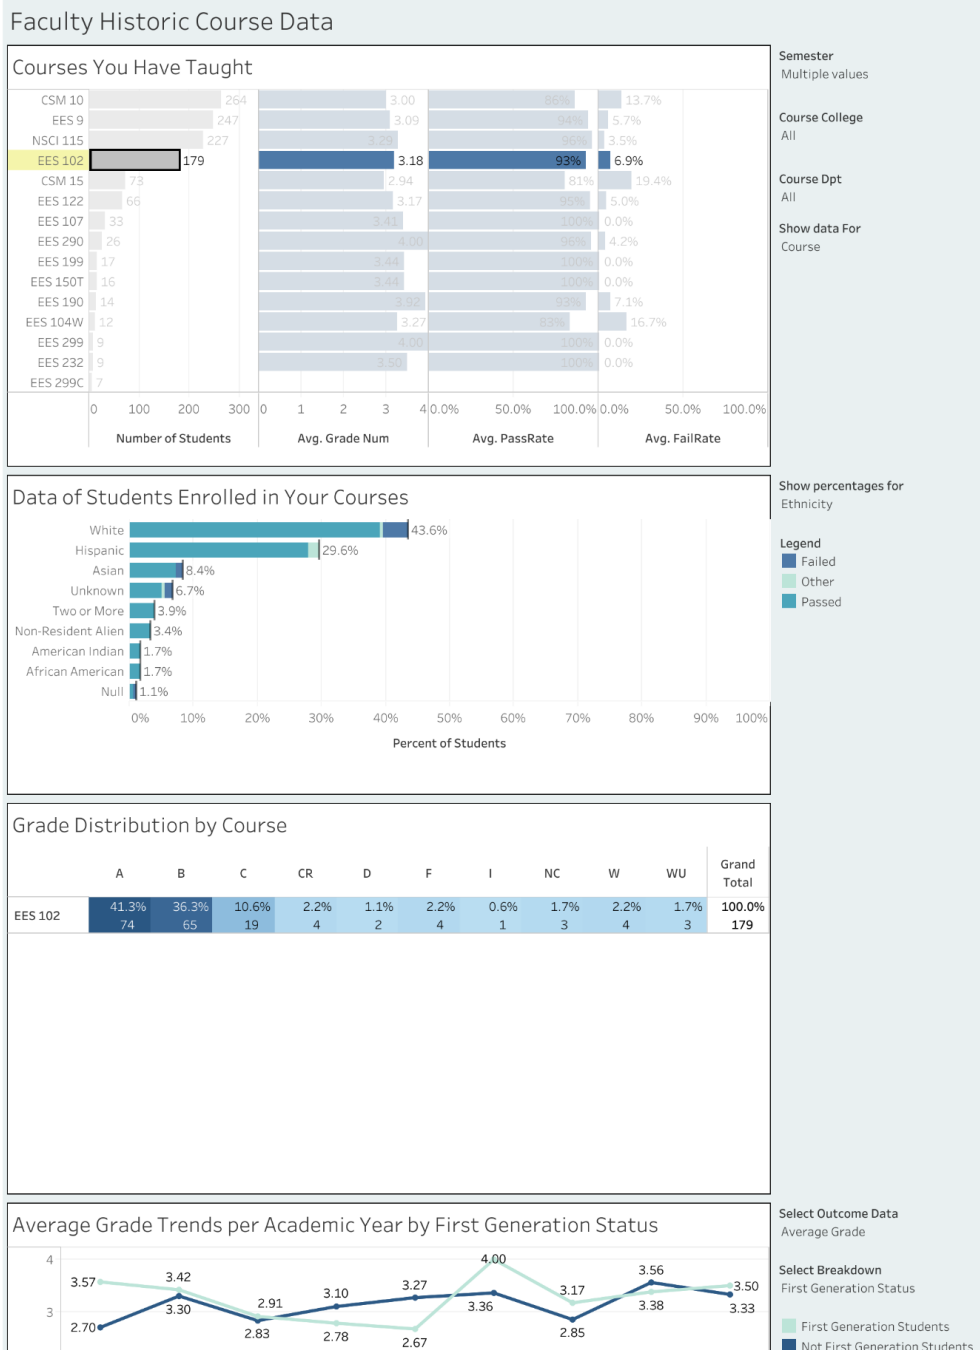 Faculty Historic Course Data
Courses You Have Taught
CSM 10 264 3.00 86% 13.7%
EES 9 247 3.09 94% 5.7%
NSCI 115 227 3.29 96% 3.5%
EES 102 179 3.18 93% 6.9%
CSM 15 73 2.94 81% 19.4%
EES 122 66 3.17 95% 5.0%
EES 107 33 3.41 100% 0.0%
EES 290 26 4.00 96% 4.2%
EES 199 17 3.44 100% 0.0%
EES 150T 16 3.44 100% 0.0%
EES 190 14 3.92 93% 7.1%
EES 104W 12 3.27 83% 16.7%
EES 299 9 4.00 100% 0.0%
EES 232 9 3.50 100% 0.0%
EES 299C 7
0 100 200 300 0 1 2 3 4 0.0% 50.0% 100.0% 0.0% 50.0% 100.0%
Number of Students Avg. Grade Num Avg. PassRate Avg. FailRate
Semester
Multiple values
Course College
All
Course Dpt
All
Show data For
Course
Data of Students Enrolled in Your Courses
White 43.6%
Hispanic 29.6%
Asian 8.4%
Unknown 6.7%
Two or More 3.9%
Non-Resident Alien 3.4%
American Indian 1.7%
African American 1.7%
Null 1.1%
0% 10% 20% 30% 40% 50% 60% 70% 80% 90% 100%
Percent of Students
Show percentages for
Ethnicity
Legend
Failed
Other
Passed
Grade Distribution by Course
A B C CR D F I NC W WU Grand
Total
EES 102
41.3% 36.3% 10.6% 2.2% 1.1% 2.2% 0.6% 1.7% 2.2% 1.7% 100.0%
74 65 19 4 2 4 1 3 4 3 179
Average Grade Trends per Academic Year by First Generation Status
4
3
3.57 3.42 2.91 3.10 3.27 4.00 3.17 3.56 3.50
2.70 3.30 2.83 2.78 2.67 3.36 2.85 3.38 3.33
Select Outcome Data
Average Grade
Select Breakdown
First Generation Status
First Generation Students
Not First Generation Students